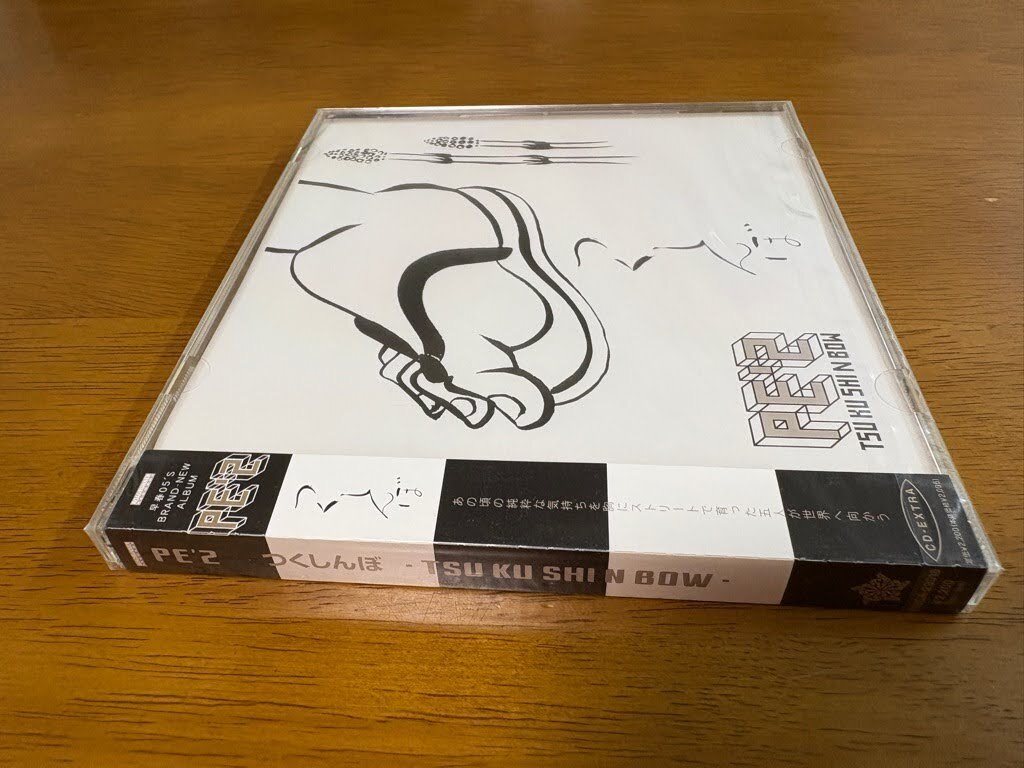 つくしんぼ
PE'Z
TSU KU SHI N BOW
早春05'S
BRAND-NEW
ALBUM
PE'Z
つくしんぼ
あの頃の純粋な気持ちを胸にストリートで育った五人が世界へ向かう
CD-EXTRA
PE'Z つくしんぼ - TSU KU SHI N BOW -